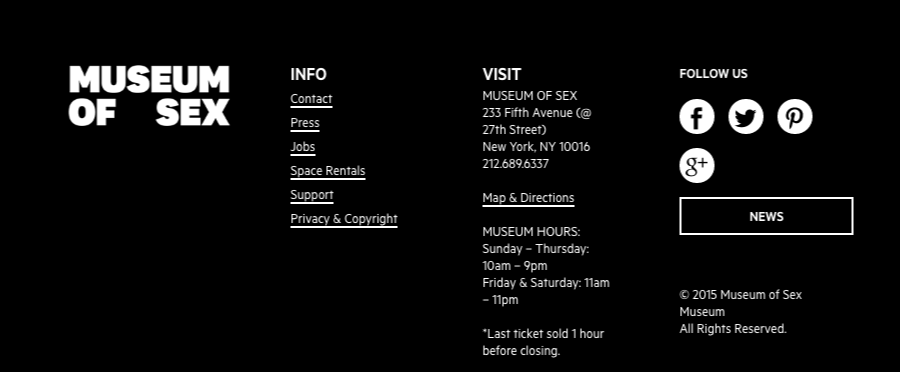 MUSEUM
OF SEX
INFO
Contact
Press
Jobs
Space Rentals
Support
Privacy & Copyright
VISIT
MUSEUM OF SEX
233 Fifth Avenue (@
27th Street)
New York, NY 10016
212.689.6337
Map & Directions
MUSEUM HOURS:
Sunday – Thursday:
10am – 9pm
Friday & Saturday: 11am
– 11pm
*Last ticket sold 1 hour
before closing.
FOLLOW US
g+
NEWS
© 2015 Museum of Sex
Museum
All Rights Reserved.